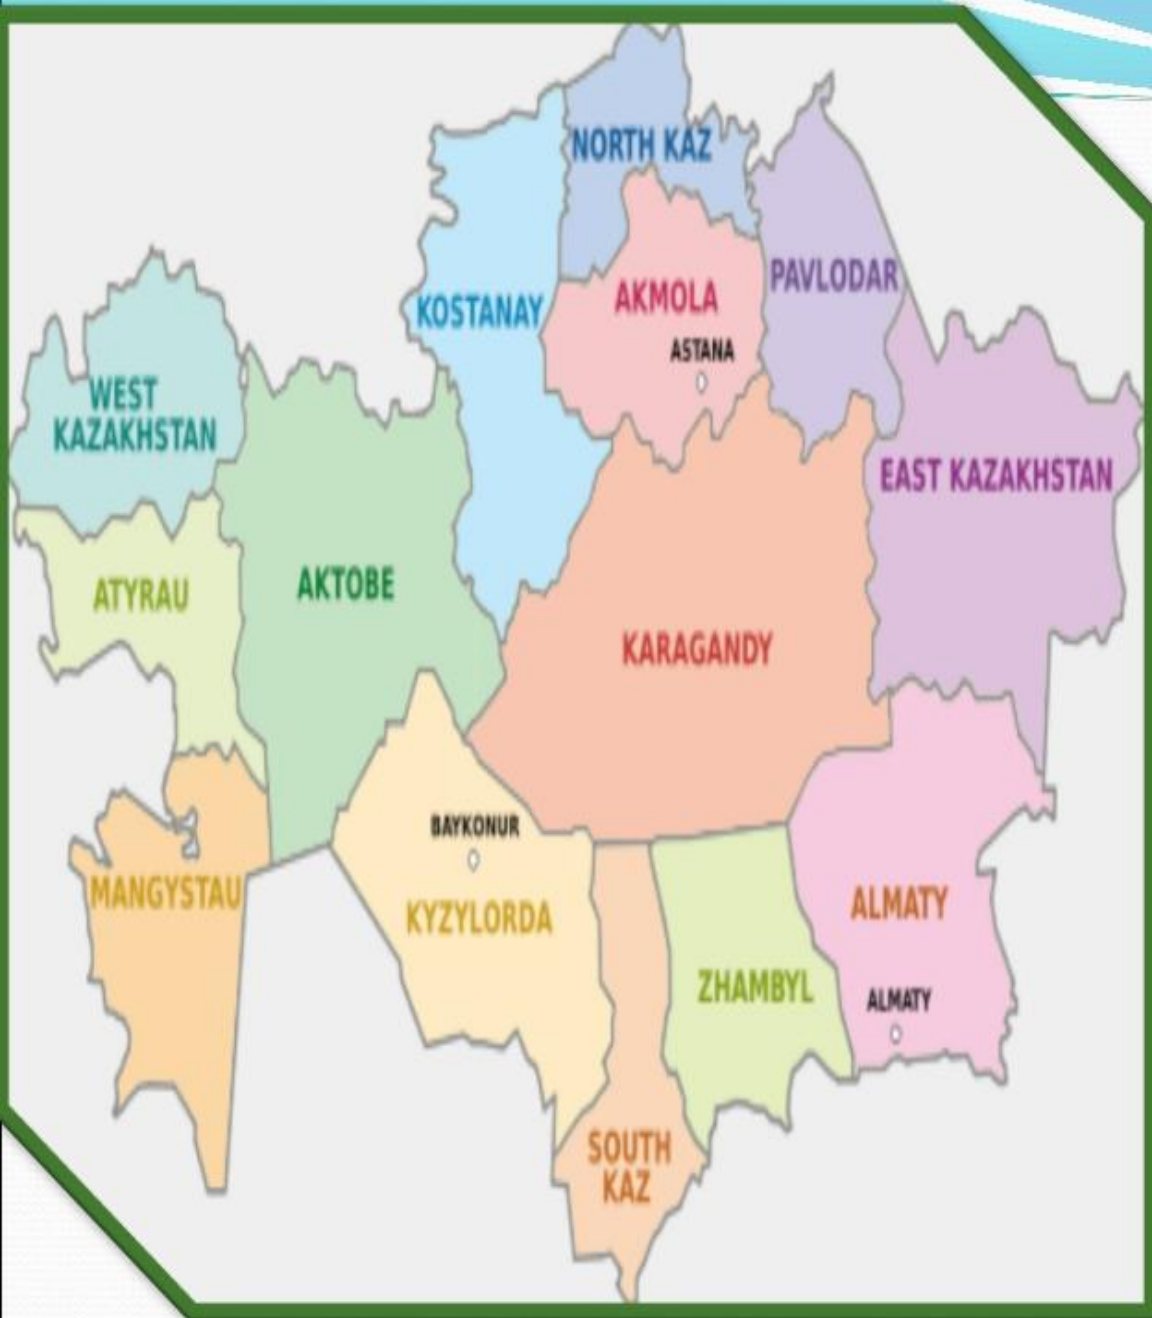 NORTH KAZ
PAVLODAR
AKMOLA
KOSTANAY
ASTANA
WEST
KAZAKHSTAN
EAST KAZAKHSTAN
AKTOBE
ATYRAU
KARAGANDY
BAYKONUR
MANGYSTAU
KYZYLORDA
ALMATY
ZHAMBYL
ALMATY
SOUTH
KAZ